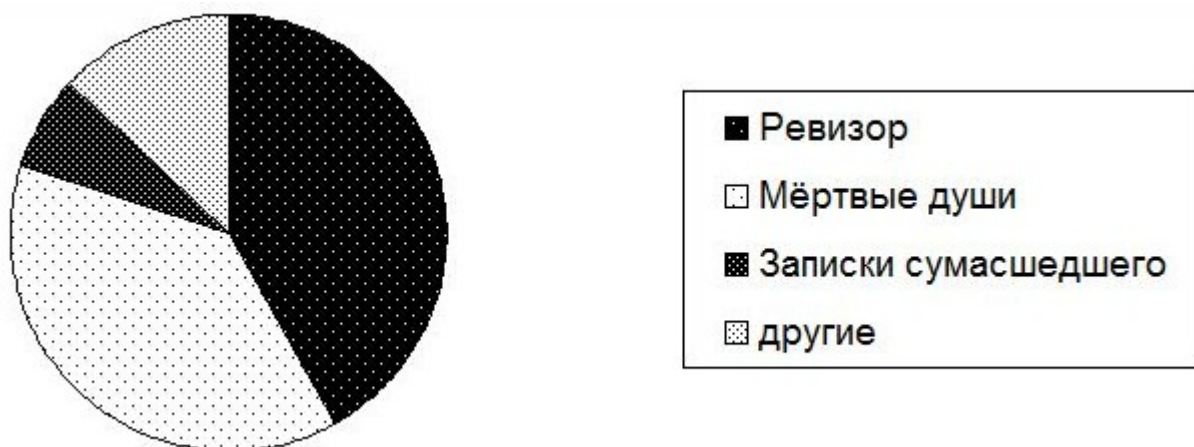 Ревизор
Мёртвые души
Записки сумасшедшего
другие